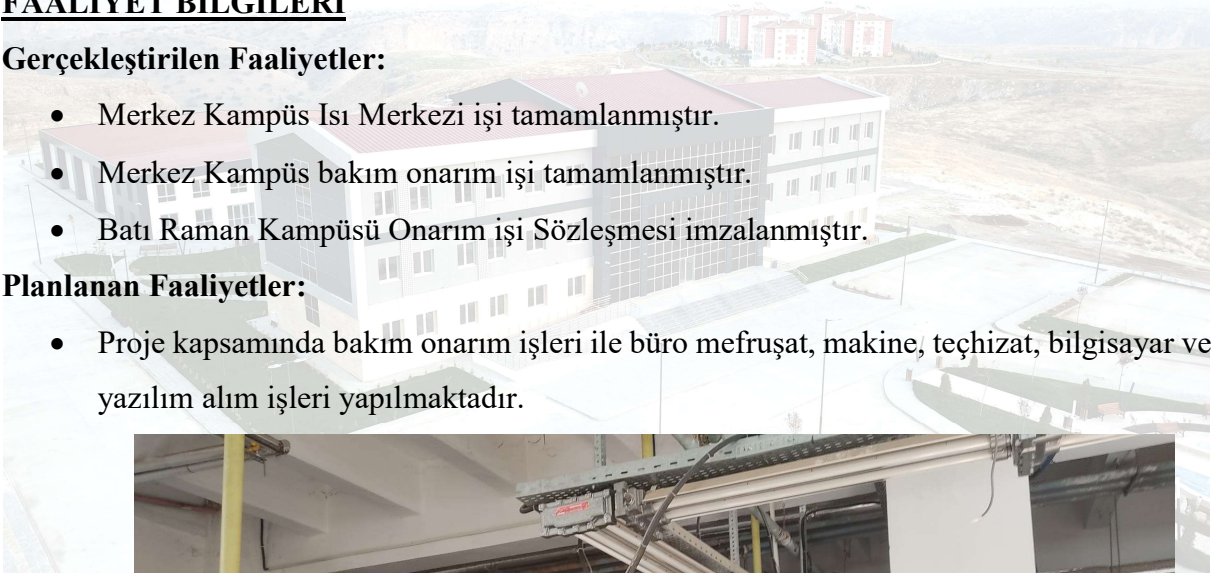 FAALİYET BİLGİLERİ
Gerçekleştirilen Faaliyetler:
• Merkez Kampüs Isı Merkezi işi tamamlanmıştır.
• Merkez Kampüs bakım onarım işi tamamlanmıştır.
• Batı Raman Kampüsü Onarım işi Sözleşmesi imzalanmıştır.
Planlanan Faaliyetler:
• Proje kapsamında bakım onarım işleri ile büro mefruşat, makine, teçhizat, bilgisayar ve
yazılım alım işleri yapılmaktadır.